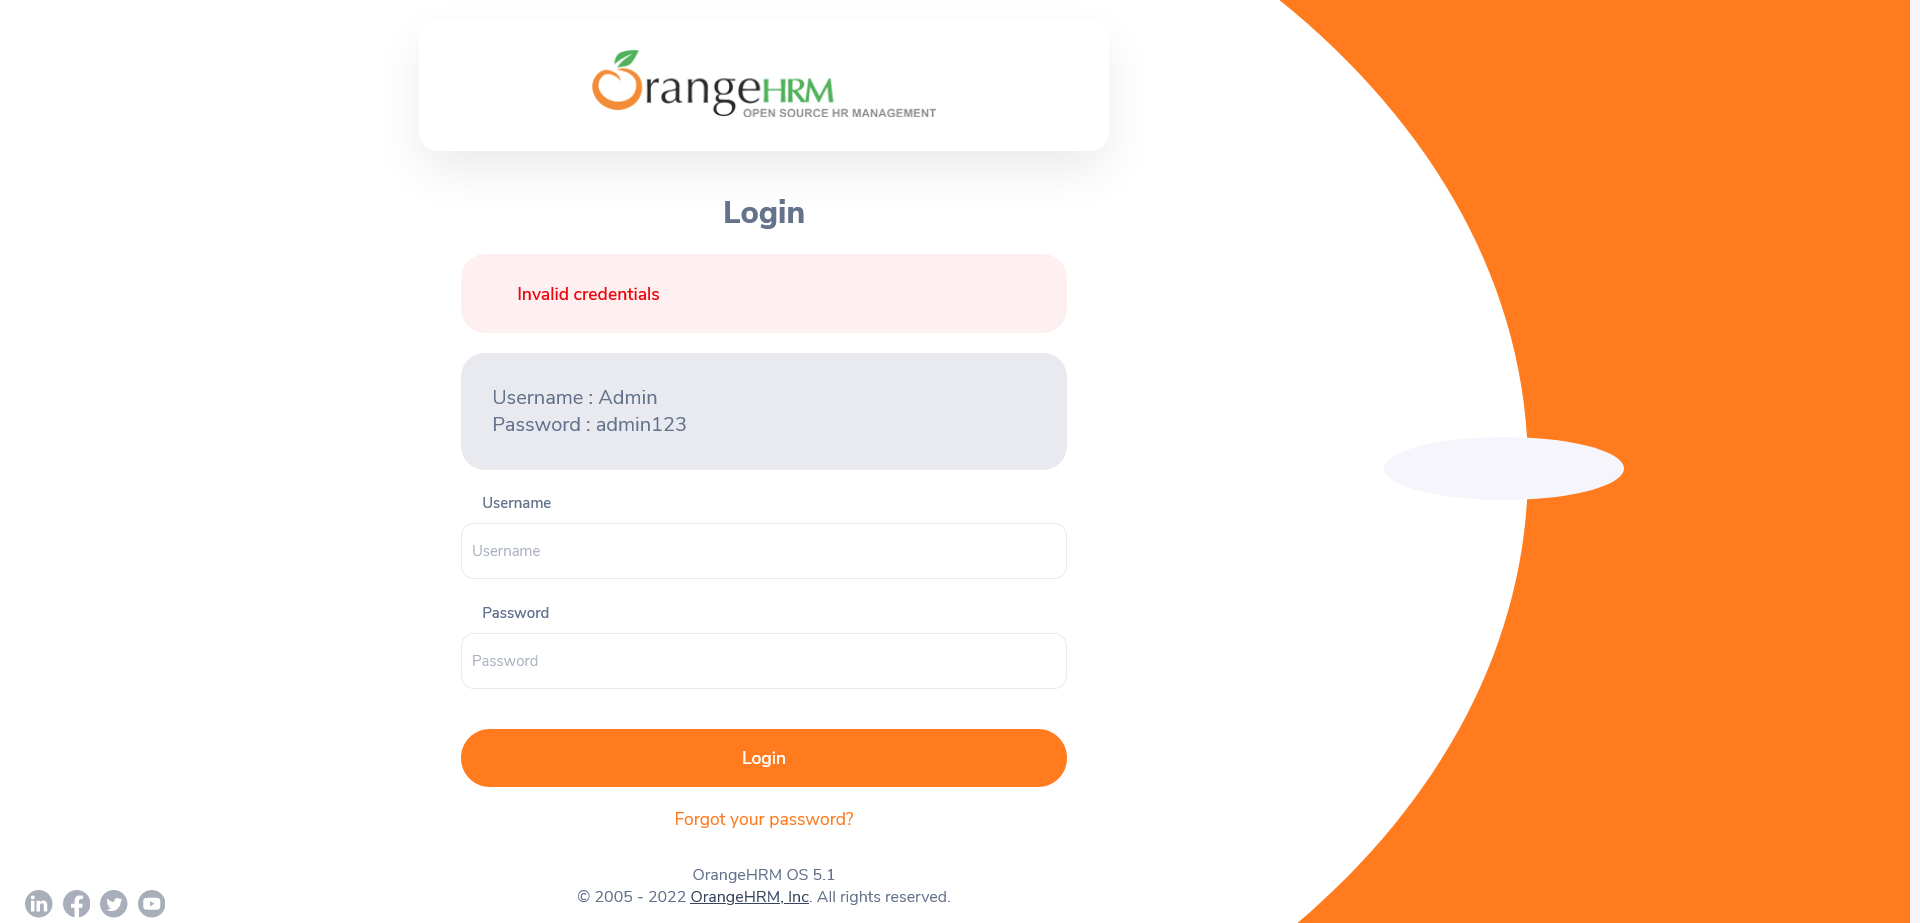 OrangeHRM
OPEN SOURCE HR MANAGEMENT
Login
Invalid credentials
Username : Admin
Password : admin123
Username
Username
Password
Password
Login
Forgot your password?
OrangeHRM OS 5.1
© 2005 - 2022 OrangeHRM, Inc. All rights reserved.